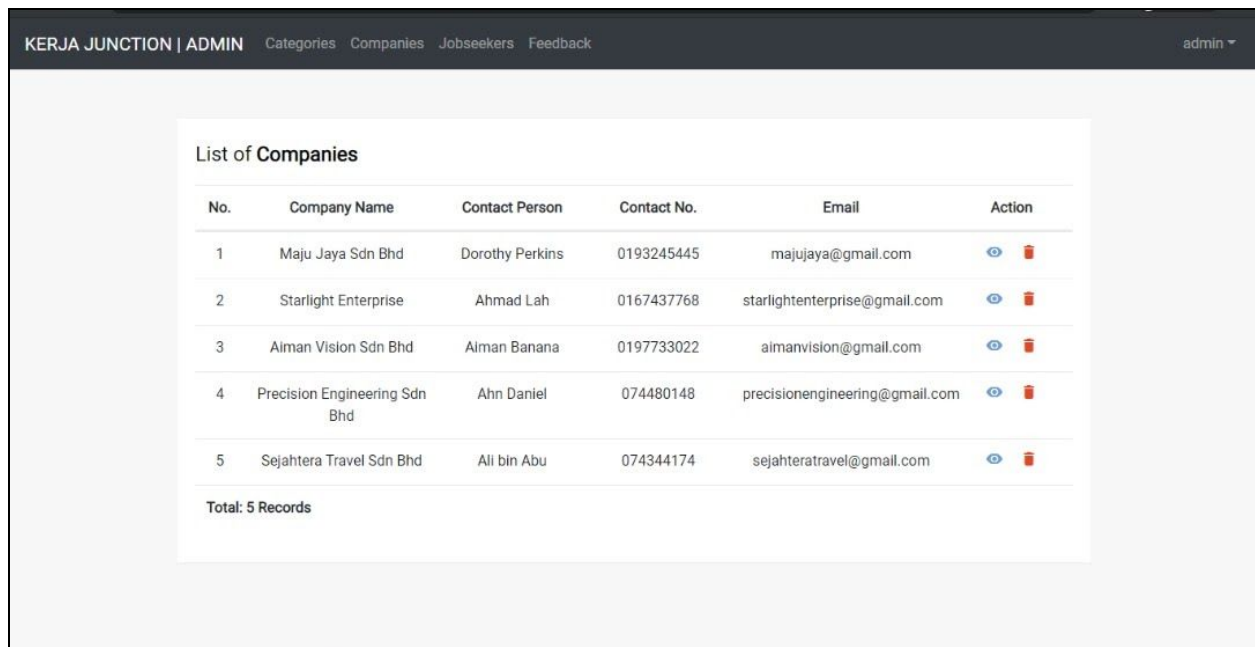 KERJA JUNCTION | ADMIN Categories Companies Jobseekers Feedback admin
List of Companies
No. Company Name Contact Person Contact No. Email Action
1 Maju Jaya Sdn Bhd Dorothy Perkins 0193245445 majujaya@gmail.com
2 Starlight Enterprise Ahmad Lah 0167437768 starlightenterprise@gmail.com
3 Aiman Vision Sdn Bhd Aiman Banana 0197733022 aimanvision@gmail.com
4 Precision Engineering Sdn Ahn Daniel 074480148 precisionengineering@gmail.com
Bhd
5 Sejahtera Travel Sdn Bhd Ali bin Abu 074344174 sejahteratravel@gmail.com
Total: 5 Records